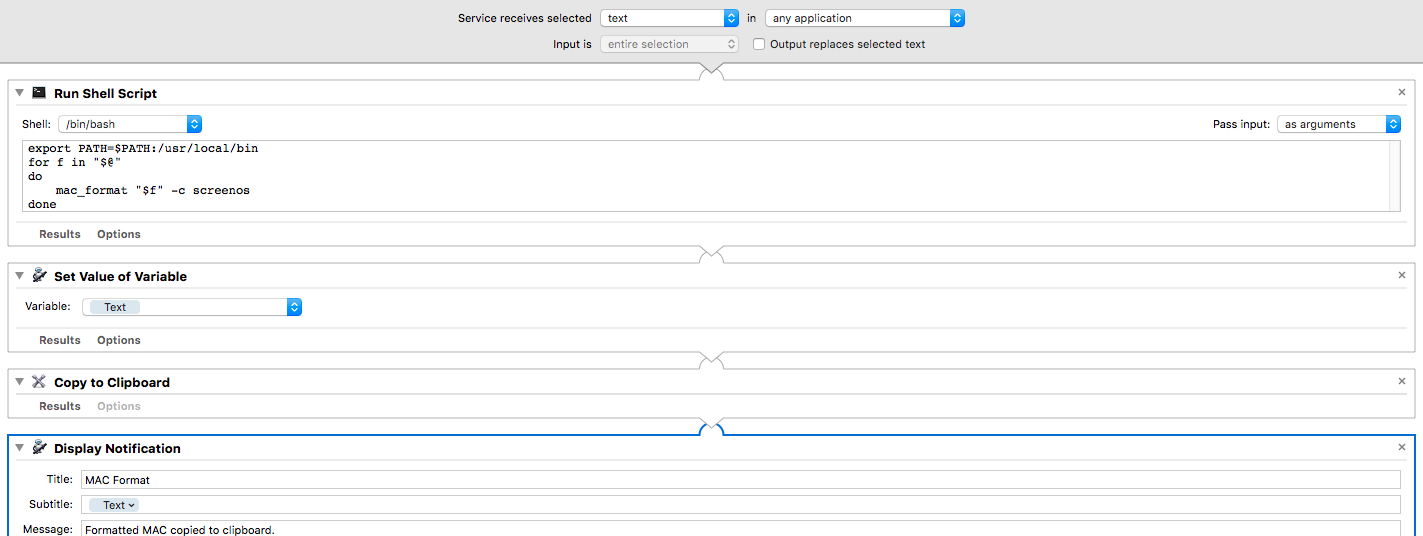 Service receives selected text in any application
Input is entire selection Output replaces selected text
Run Shell Script
Shell: /bin/bash Pass input: as arguments
export PATH=$PATH:/usr/local/bin
for f in "$@"
do
    mac_format "$f" -c screenos
done
Results Options
Set Value of Variable
Variable: Text
Results Options
Copy to Clipboard
Results Options
Display Notification
Title: MAC Format
Subtitle: Text
Message: Formatted MAC copied to clipboard.